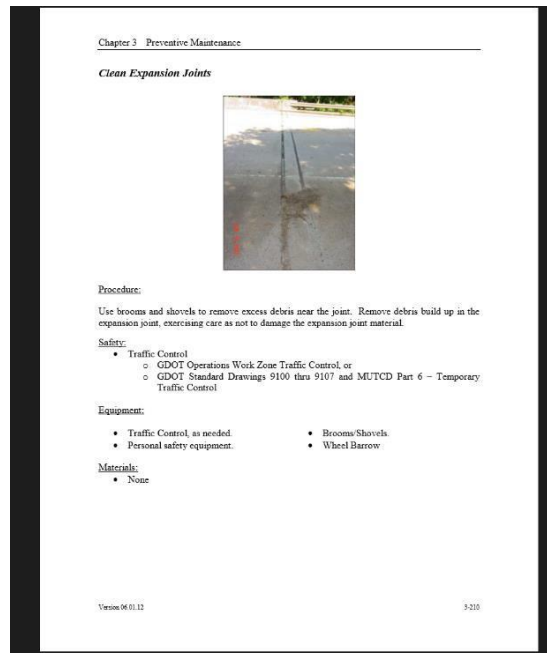 Chapter 3 Preventive Maintenance
Clean Expansion Joints
Procedure:
Use brooms and shovels to remove excess debris near the joint. Remove debris build up in the
expansion joint, exercising care as not to damage the expansion joint material.
Safety:
• Traffic Control
o GDOT Operations Work Zone Traffic Control, or
o GDOT Standard Drawings 9100 thru 9107 and MUTCD Part 6 – Temporary
Traffic Control
Equipment:
• Traffic Control, as needed. • Brooms/Shovels.
• Personal safety equipment. • Wheel Barrow
Materials:
• None
Version 06.01.12 3-210